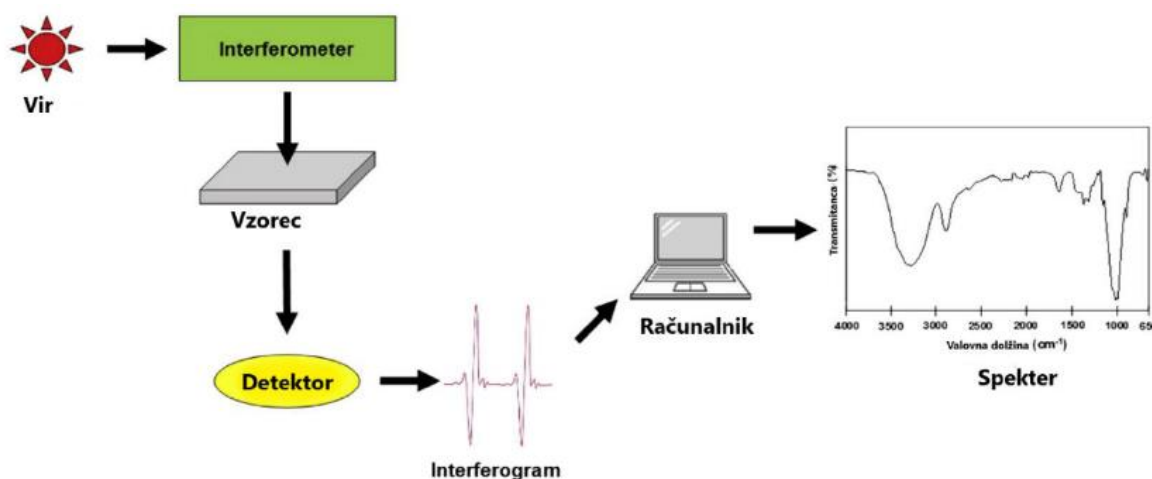 Vir
Interferometer
Vzorec
Detektor
Interferogram
Računalnik
Transmitanca (%)
4000 3500 3000 2500 2000 1500 1000 65
Valovna dolžina (cm⁻¹)
Spekter